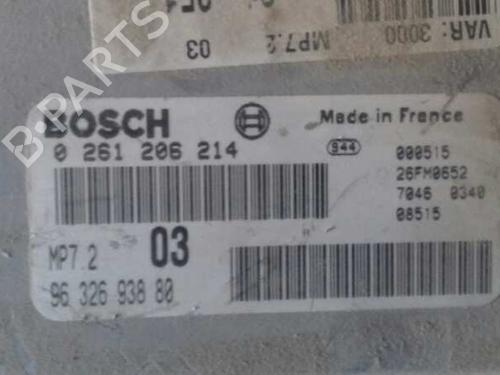 VAR: 3000
MP7.2
03
B-PARTS
BOSCH
Made in France
0 261 206 214
944
000515
26FM0652
7046 0340
08515
MP7.2
03
96 326 938 80